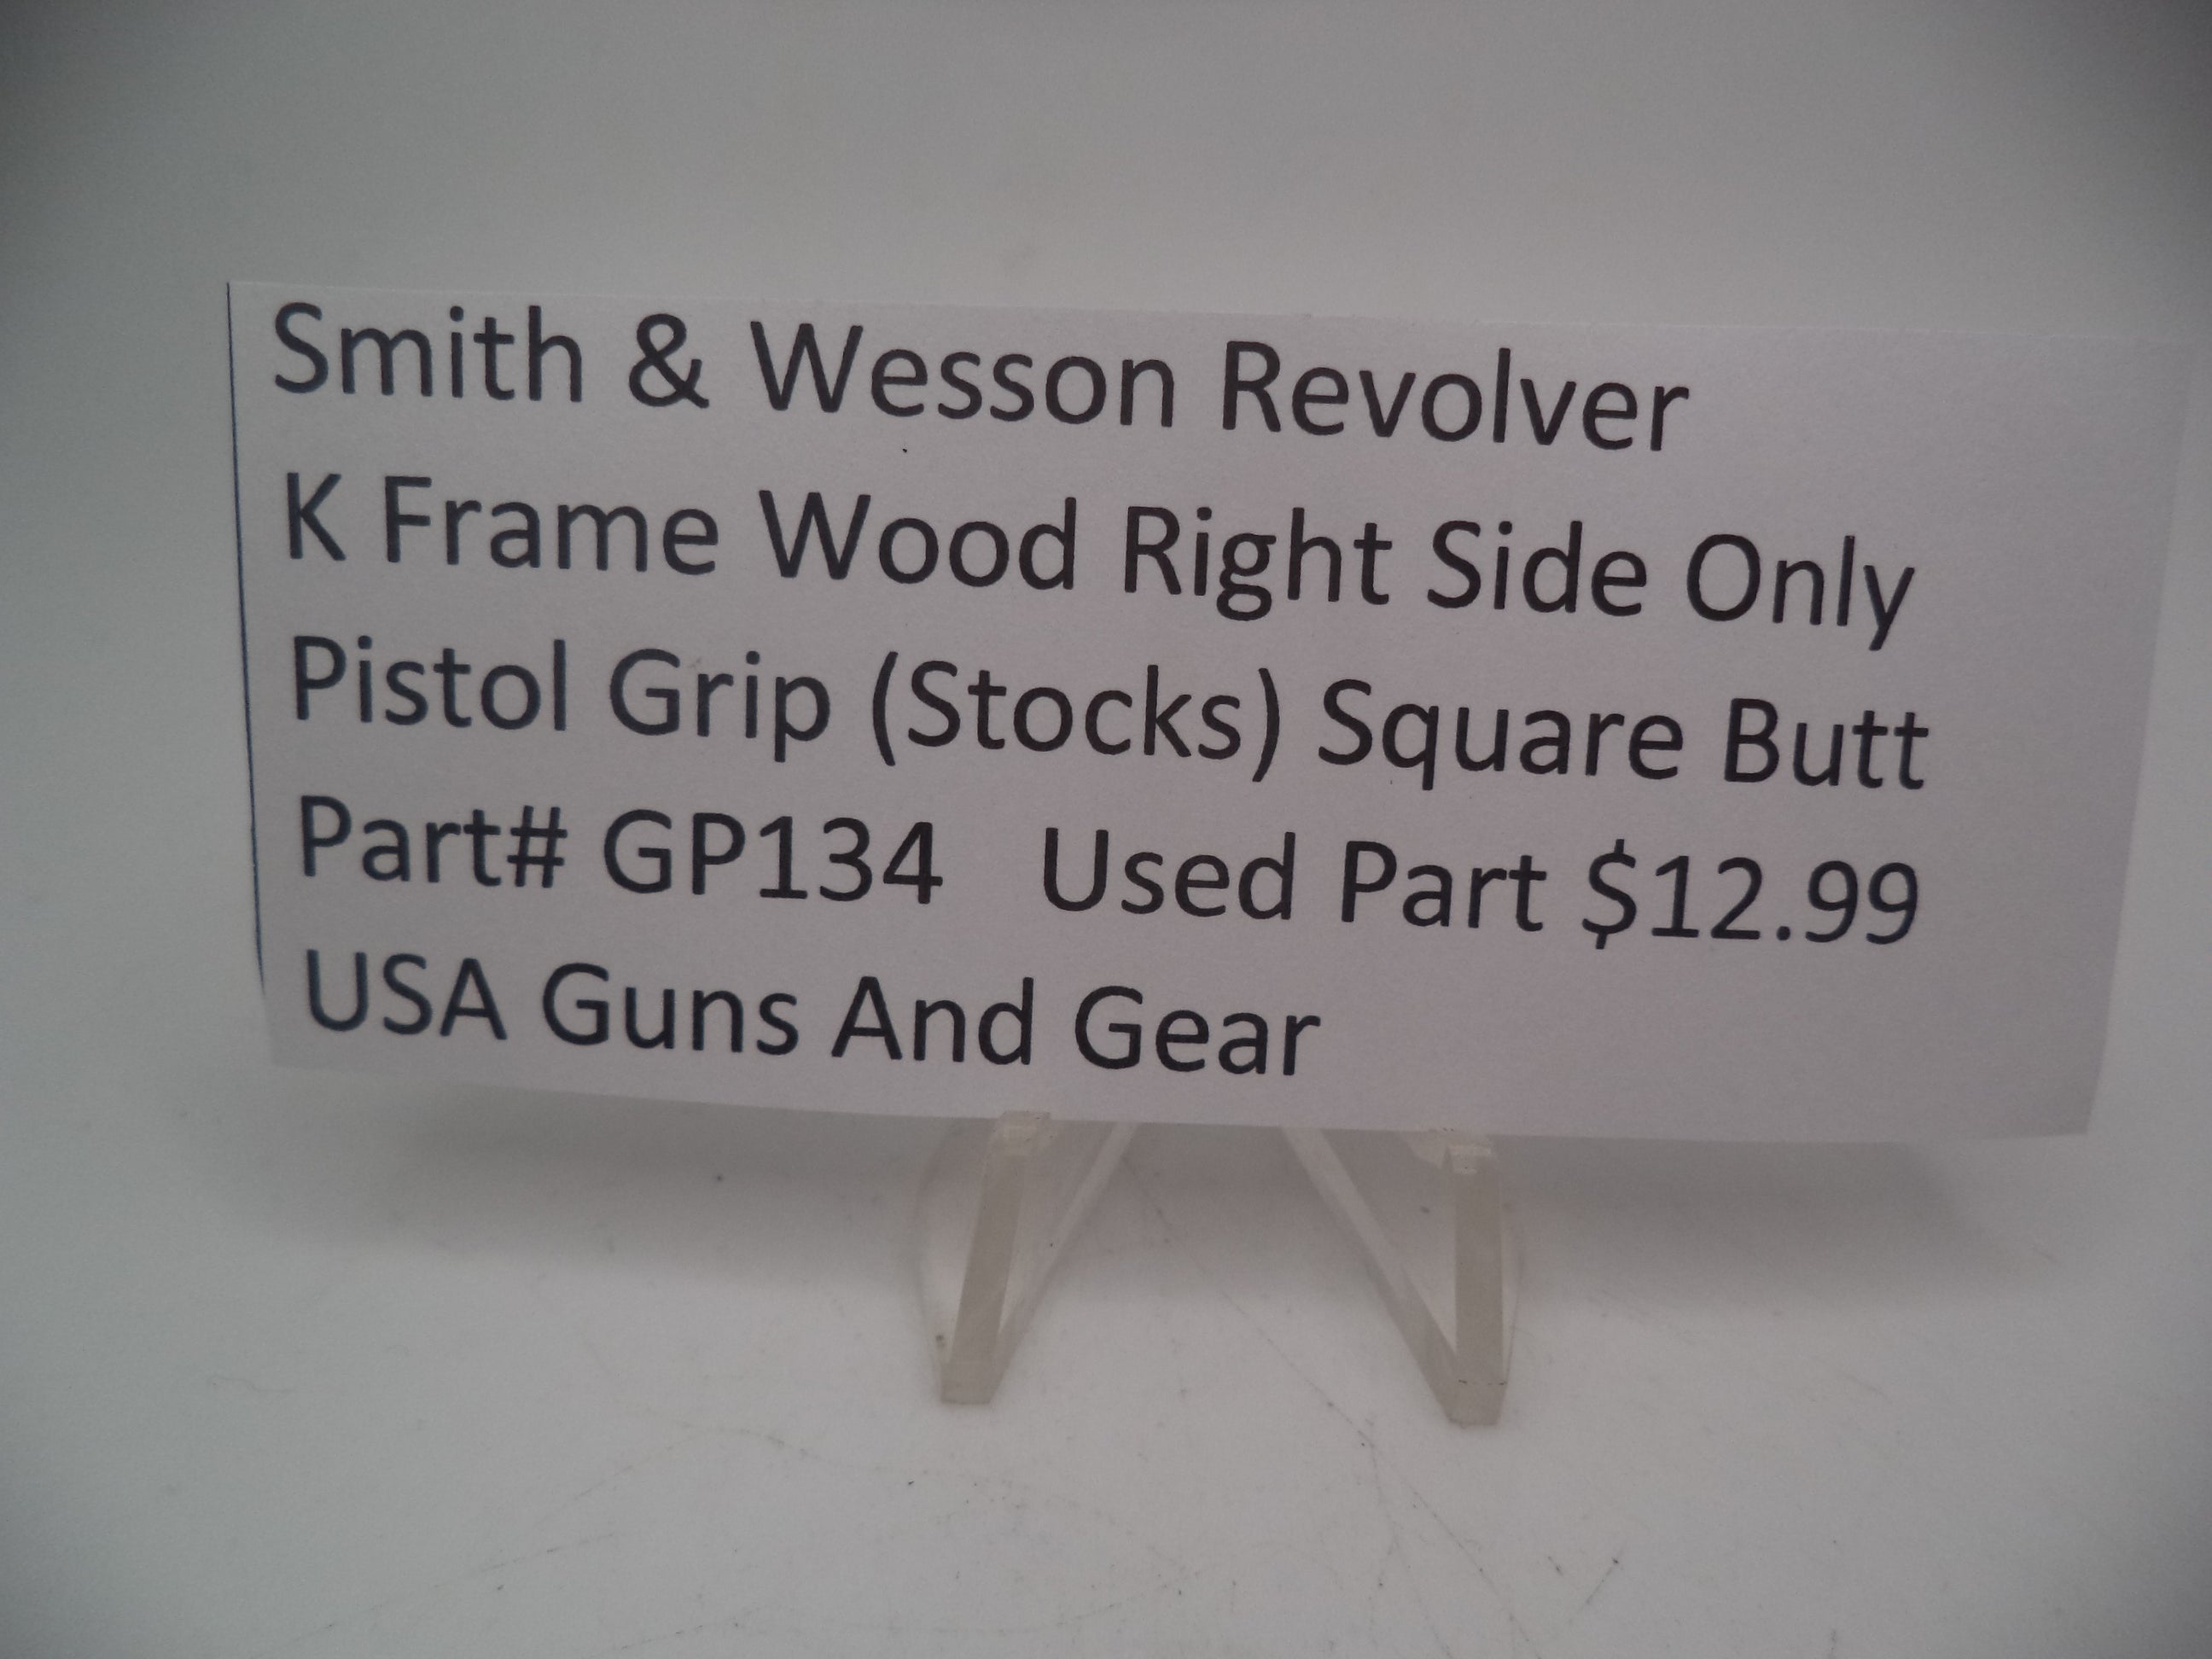 Smith & Wesson Revolver
K Frame Wood Right Side Only
Pistol Grip (Stocks) Square Butt
Part# GP134   Used Part $12.99
USA Guns And Gear